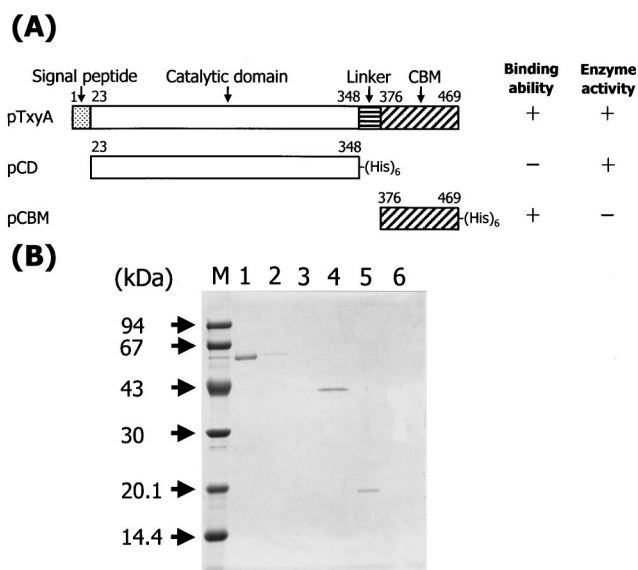 (A)
Signal peptide Catalytic domain Linker CBM Binding ability Enzyme activity
1 23 348 376 469
pTxyA + +
23 348
pCD -(His)6 − +
376 469
pCBM -(His)6 + −
(B)
(kDa) M 1 2 3 4 5 6
94
67
43
30
20.1
14.4